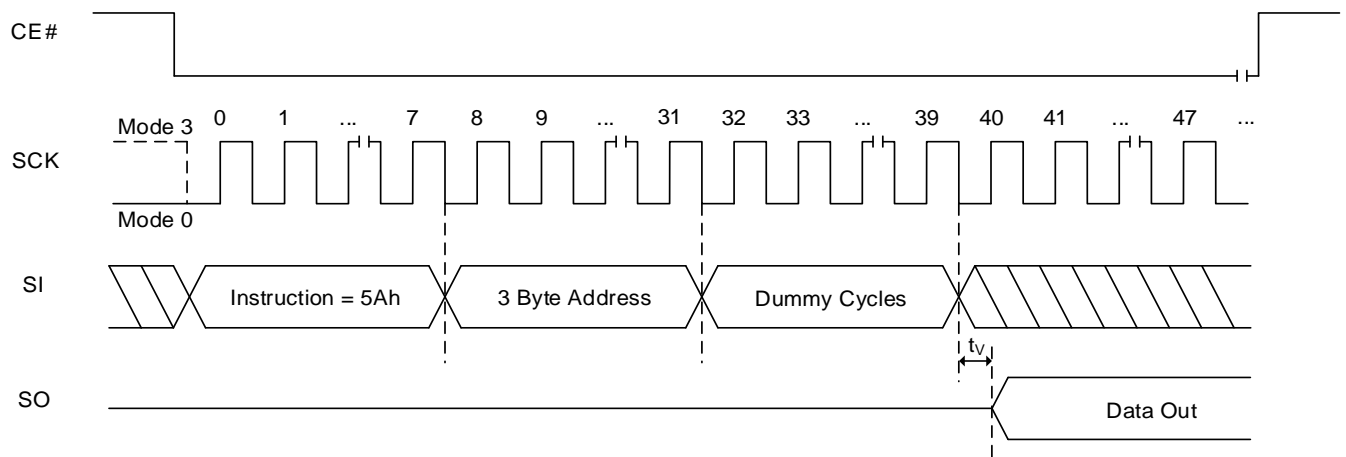 CE#
Mode 3 0 1 ... 7 8 9 ... 31 32 33 ... 39 40 41 ... 47 ...
SCK
Mode 0
SI Instruction = 5Ah 3 Byte Address Dummy Cycles
tV
SO Data Out